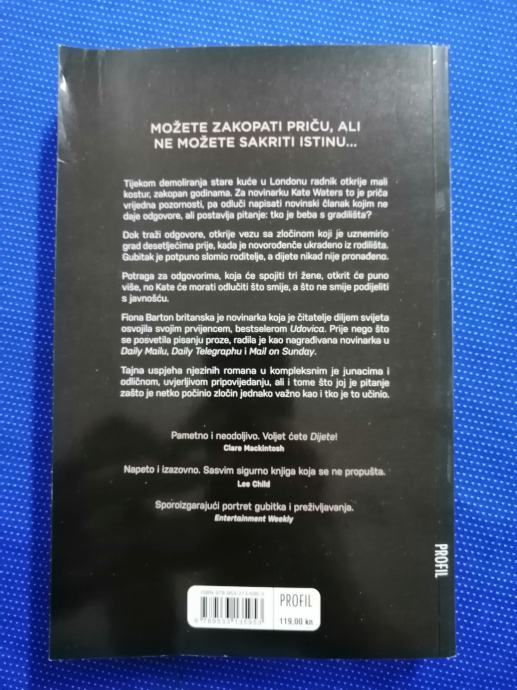 MOŽETE ZAKOPATI PRIČU, ALI
NE MOŽETE SAKRITI ISTINU...
Tijekom demoliranja stare kuće u Londonu radnik otkrije mali
kostur, zakopan godinama. Za novinarku Kate Waters to je priča
vrijedna pozornosti, pa odluči napisati novinski članak kojim ne
daje odgovore, ali postavlja pitanje: tko je beba s gradilišta?
Dok traži odgovore, otkrije vezu sa zločinom koji je uznemirio
grad desetljećima prije, kada je novorođenče ukradeno iz rodilišta.
Gubitak je potpuno slomio roditelje, a dijete nikad nije pronađeno.
Potraga za odgovorima, koja će spojiti tri žene, otkrit će puno
više, no Kate će morati odlučiti što smije, a što ne smije podijeliti
s javnošću.
Fiona Barton britanska je novinarka koja je čitatelje diljem svijeta
osvojila svojim prvijencem, bestselerom Udovica. Prije nego što
se posvetila pisanju proze, radila je kao nagrađivana novinarka u
Daily Mailu, Daily Telegraphu i Mail on Sunday.
Tajna uspjeha njezinih romana u kompleksnim je junacima i
odličnom, uvjerljivom pripovijedanju, ali i tome što joj je pitanje
zašto je netko počinio zločin jednako važno kao i tko je to učinio.
Pametno i neodoljivo. Voljet ćete Dijete!
Clare Mackintosh
Napeto i izazovno. Sasvim sigurno knjiga koja se ne propušta.
Lee Child
Sporoizgarajući portret gubitka i preživljavanja.
Entertainment Weekly
PROFIL
ISBN
PROFIL
119,00 kn